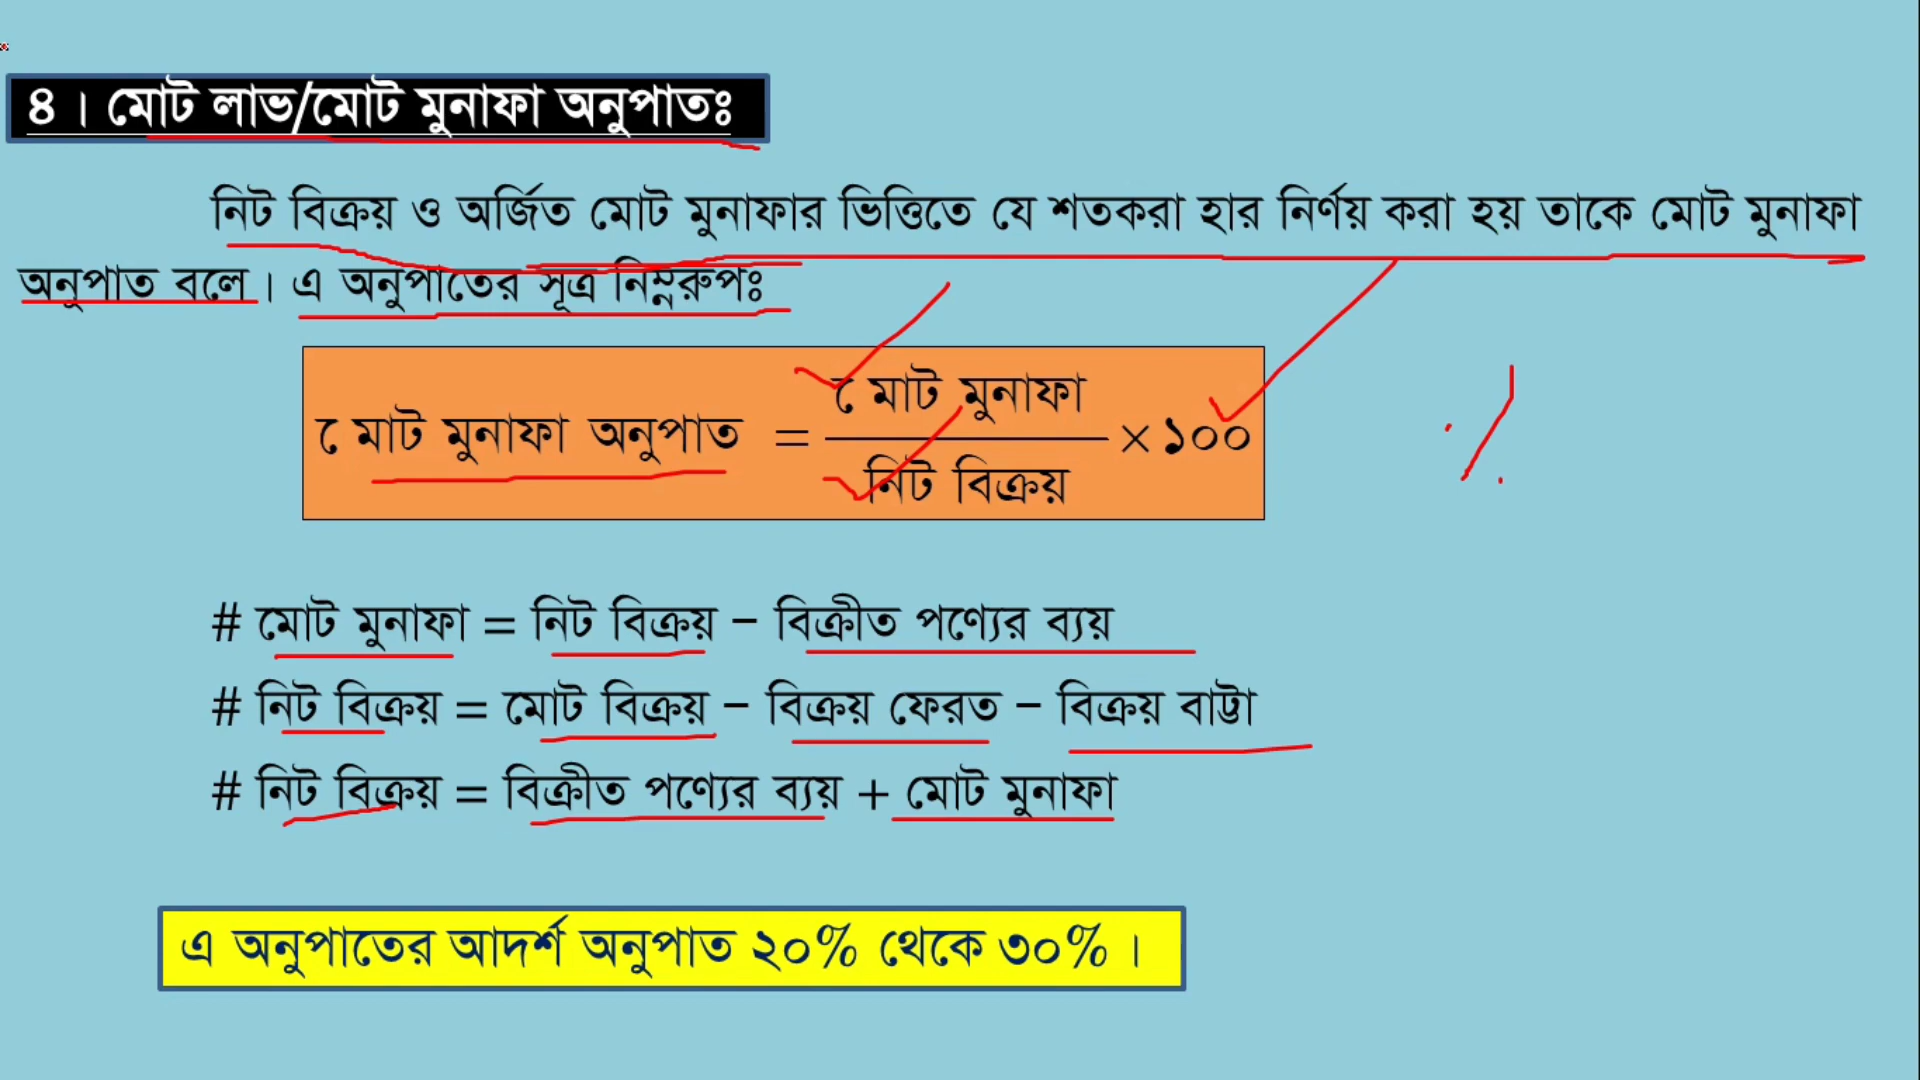 ৪। মোট লাভ/মোট মুনাফা অনুপাতঃ
নিট বিক্রয় ও অর্জিত মোট মুনাফার ভিত্তিতে যে শতকরা হার নির্ণয় করা হয় তাকে মোট মুনাফা
অনুপাত বলে। এ অনুপাতের সূত্র নিম্নরুপঃ
মোট মুনাফা অনুপাত = মোট মুনাফা / নিট বিক্রয় × ১০০
# মোট মুনাফা = নিট বিক্রয় − বিক্রীত পণ্যের ব্যয়
# নিট বিক্রয় = মোট বিক্রয় − বিক্রয় ফেরত − বিক্রয় বাট্টা
# নিট বিক্রয় = বিক্রীত পণ্যের ব্যয় + মোট মুনাফা
এ অনুপাতের আদর্শ অনুপাত ২০% থেকে ৩০%।
%